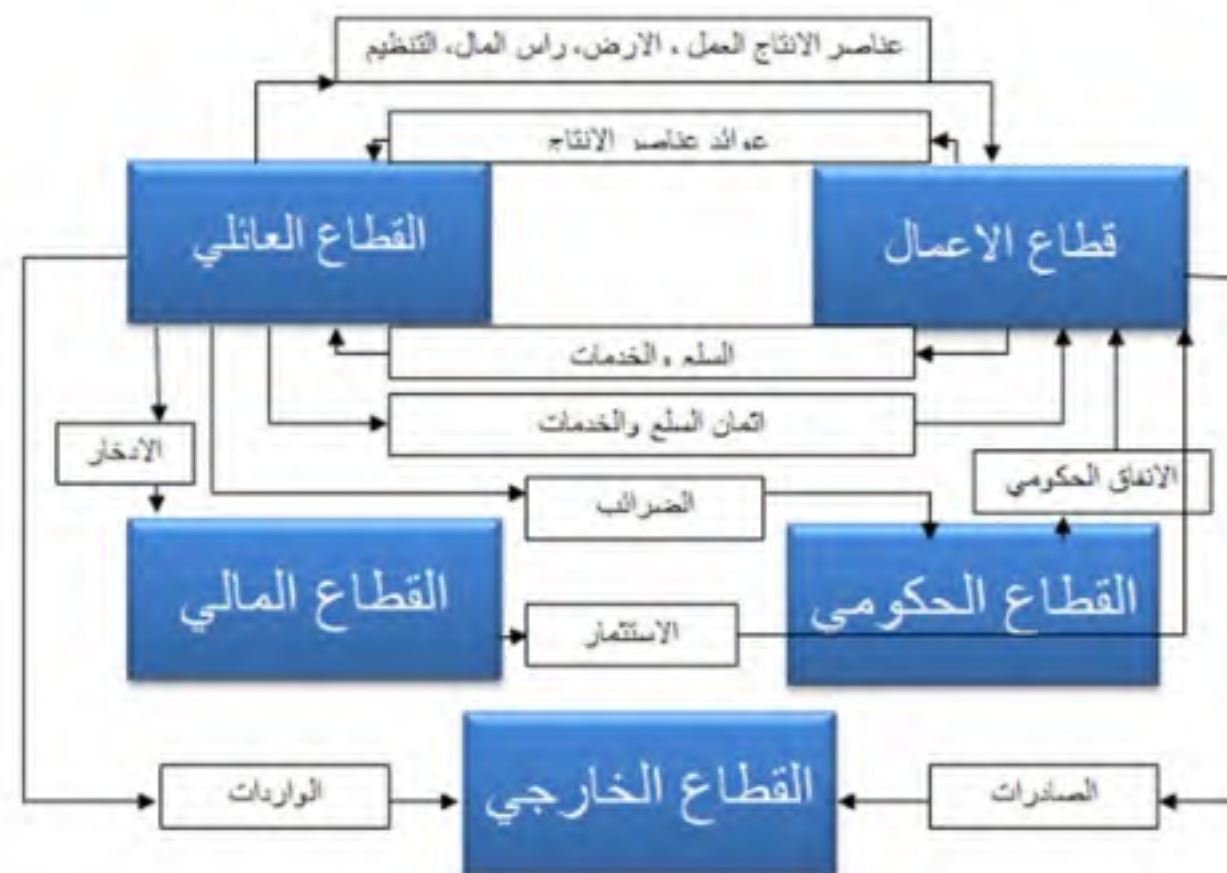 عناصر الانتاج العمل ، الارض، راس المال، التنظيم
عوائد عناصر الانتاج
قطاع الاعمال
القطاع العائلي
السلع والخدمات
اثمان السلع والخدمات
الانفاق الحكومي
الادخار
الضرائب
القطاع الحكومي
القطاع المالي
الاستثمار
القطاع الخارجي
الصادرات
الواردات